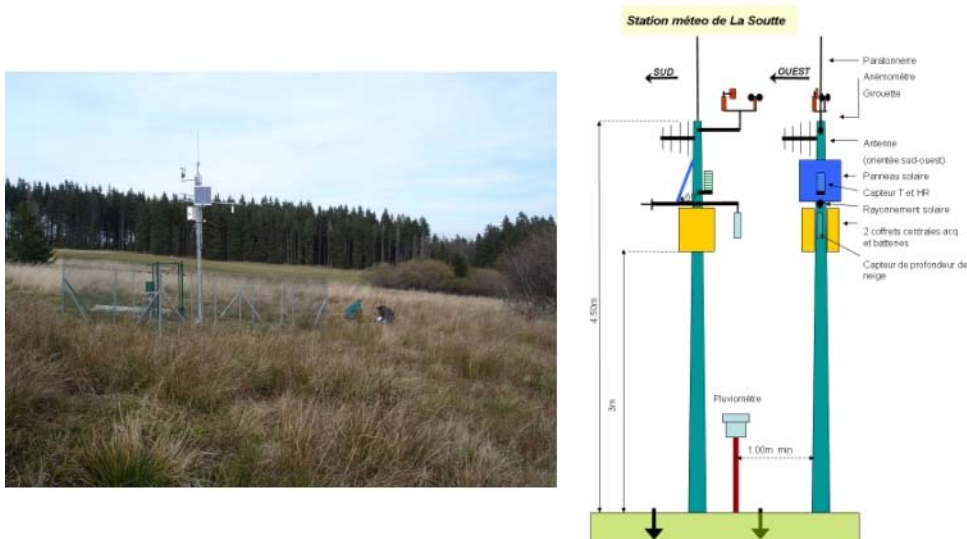 Station méteo de La Soutte
SUD
OUEST
Paratonnerre
Anémomètre
Girouette
Antenne
(orientée sud-ouest)
Panneau solaire
Capteur T et HR
Rayonnement solaire
2 coffrets centrales acq.
et batteries
Capteur de profondeur de
neige
4.50m
3m
Pluviomètre
1.00m min.